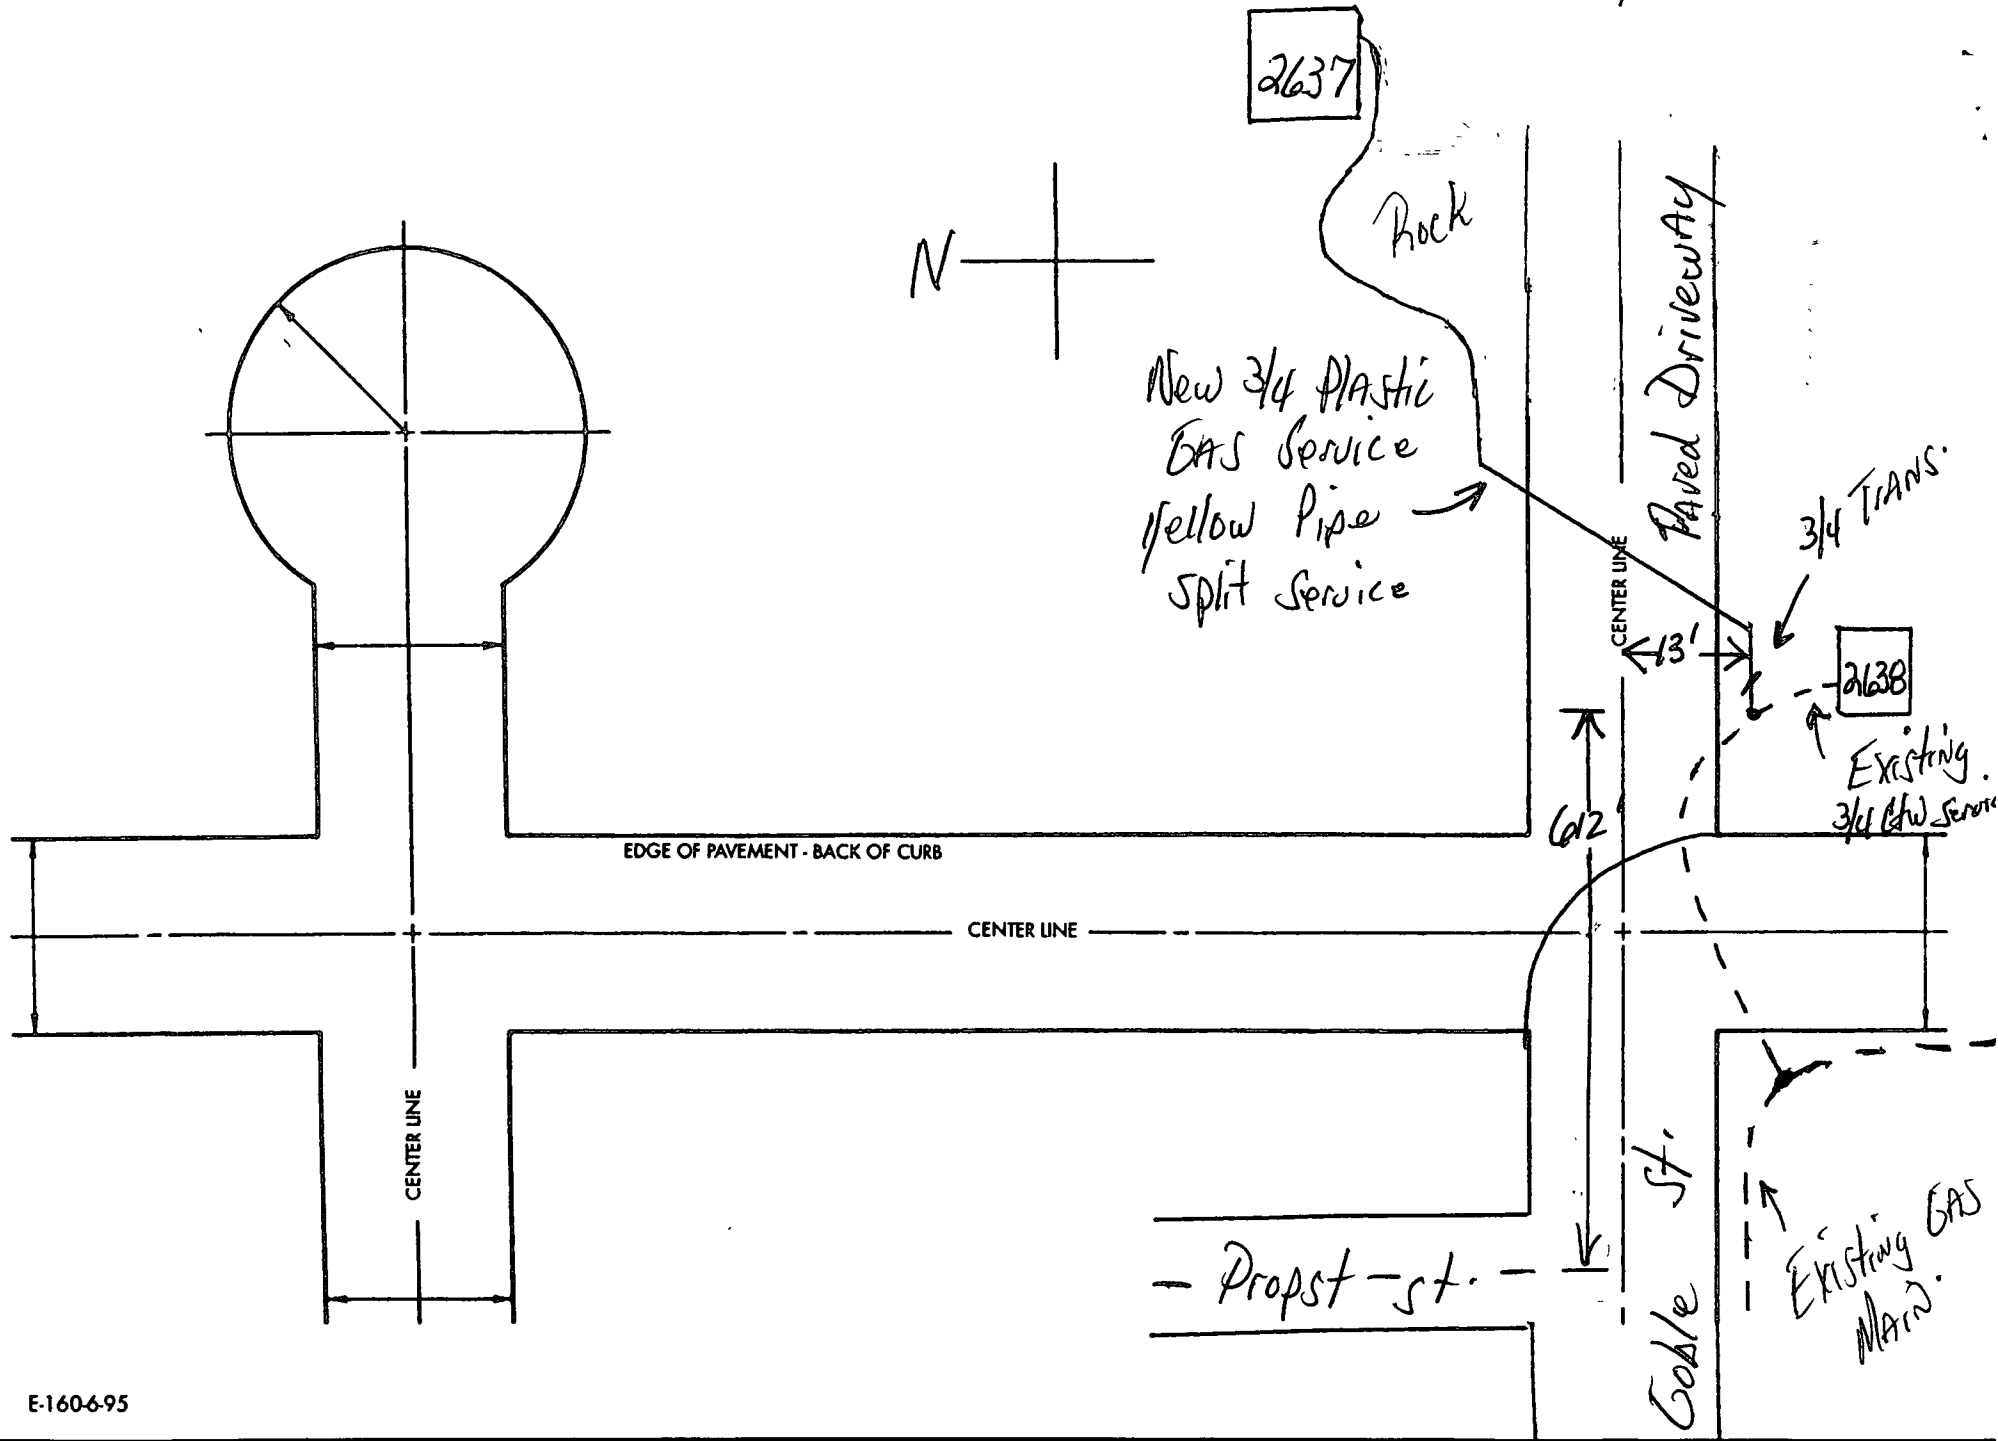 2637
N
Rock
Paved Driveway
New 3/4 Plastic
GAS Service
Yellow Pipe
split Service
CENTER LINE
3/4 TRANS.
13'
2638
Existing
3/4
612'
EDGE OF PAVEMENT - BACK OF CURB
CENTER LINE
CENTER LINE
Propst st.
Goble St.
Existing GAS
MAIN.
E-160-6-95